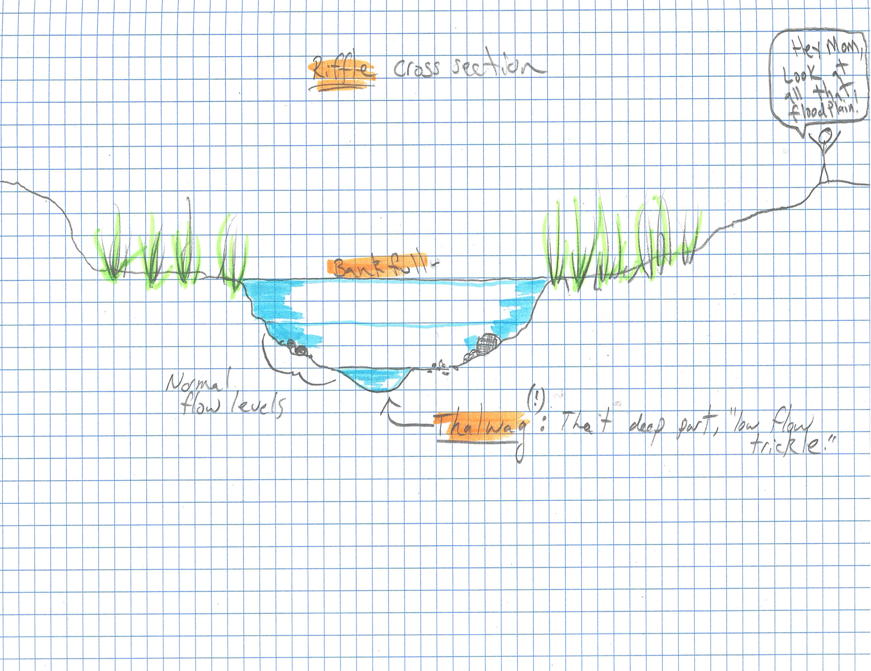 Riffle cross section
Hey Mom,
Look at
all that
floodplain!
Bankfull
Normal
flow levels
(!)
Thalwag: That deep part, "low flow
trickle."